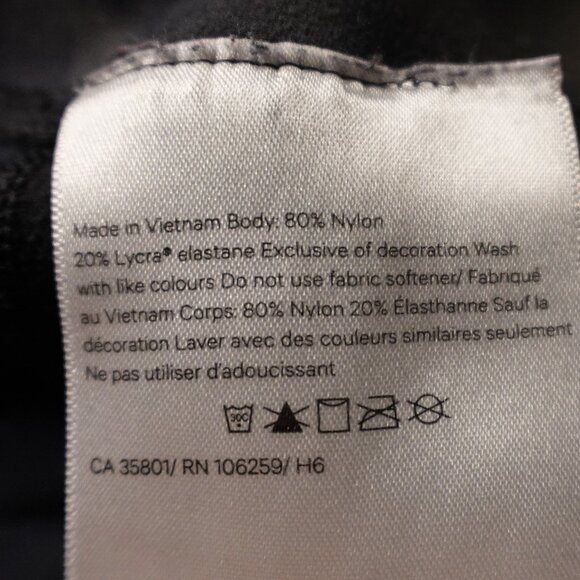 Made in Vietnam Body: 80% Nylon
20% Lycra® elastane Exclusive of decoration Wash
with like colours Do not use fabric softener/ Fabriqué
au Vietnam Corps: 80% Nylon 20% Élasthanne Sauf la
décoration Laver avec des couleurs similaires seulement
Ne pas utiliser d'adoucissant
30C
CA 35801/ RN 106259/ H6